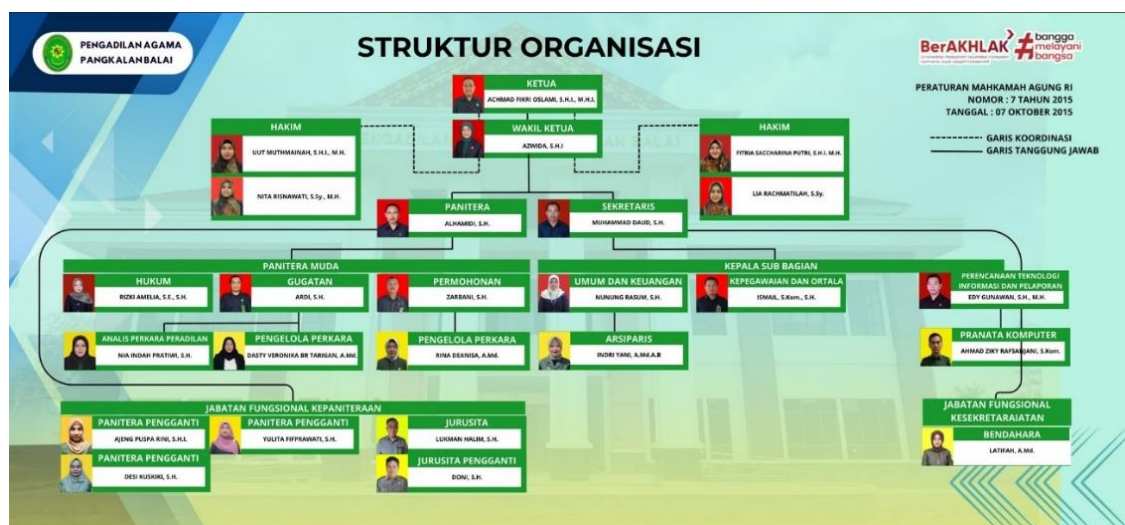 PENGADILAN AGAMA
PANGKALAN BALAI
STRUKTUR ORGANISASI
BerAKHLAK
#bangga
melayani
bangsa
PERATURAN MAHKAMAH AGUNG RI
NOMOR : 7 TAHUN 2015
TANGGAL : 07 OKTOBER 2015
GARIS KOORDINASI
GARIS TANGGUNG JAWAB
KETUA
ACHMAD FIKRI OSLAMI, S.H.I., M.H.I.
WAKIL KETUA
AZWIDA, S.H.I
HAKIM
UUT MUTHMAINAH, S.H.I., M.H.
NITA RISNAWATI, S.Sy., M.H.
HAKIM
FITRIA SACCHARINA PUTRI, S.H.I. M.H.
LIA RACHMATILAH, S.Sy.
PANITERA
ALHAMIDI, S.H.
SEKRETARIS
MUHAMMAD DAUD, S.H.
PANITERA MUDA
HUKUM
RIZKI AMELIA, S.E., S.H.
GUGATAN
ARDI, S.H.
PERMOHONAN
ZARBANI, S.H.
KEPALA SUB BAGIAN
UMUM DAN KEUANGAN
NUNUNG RASUM, S.H.
KEPEGAWAIAN DAN ORTALA
ISMAIL, S.Kom., S.H.
PERENCANAAN TEKNOLOGI
INFORMASI DAN PELAPORAN
EDY GUNAWAN, S.H., M.H.
ANALIS PERKARA PERADILAN
NIA INDAH PRATIWI, S.H.
PENGELOLA PERKARA
DASTY VERONIKA BR TARIGAN, A.Md.
PENGELOLA PERKARA
RINA DEANISA, A.Md.
ARSIPARIS
INDRI YANI, A.Md.A.B
PRANATA KOMPUTER
AHMAD ZIKY RAFSANJANI, S.Kom.
JABATAN FUNGSIONAL KEPANITERAAN
PANITERA PENGGANTI
AJENG PUSPA RINI, S.H.I.
PANITERA PENGGANTI
YULITA FIFPRAWATI, S.H.
JURUSITA
LUKMAN HALIM, S.H.
PANITERA PENGGANTI
DESI KUSKIKI, S.H.
JURUSITA PENGGANTI
DONI, S.H.
JABATAN FUNGSIONAL
KESEKRETARAIATAN
BENDAHARA
LATIFAH, A.Md.